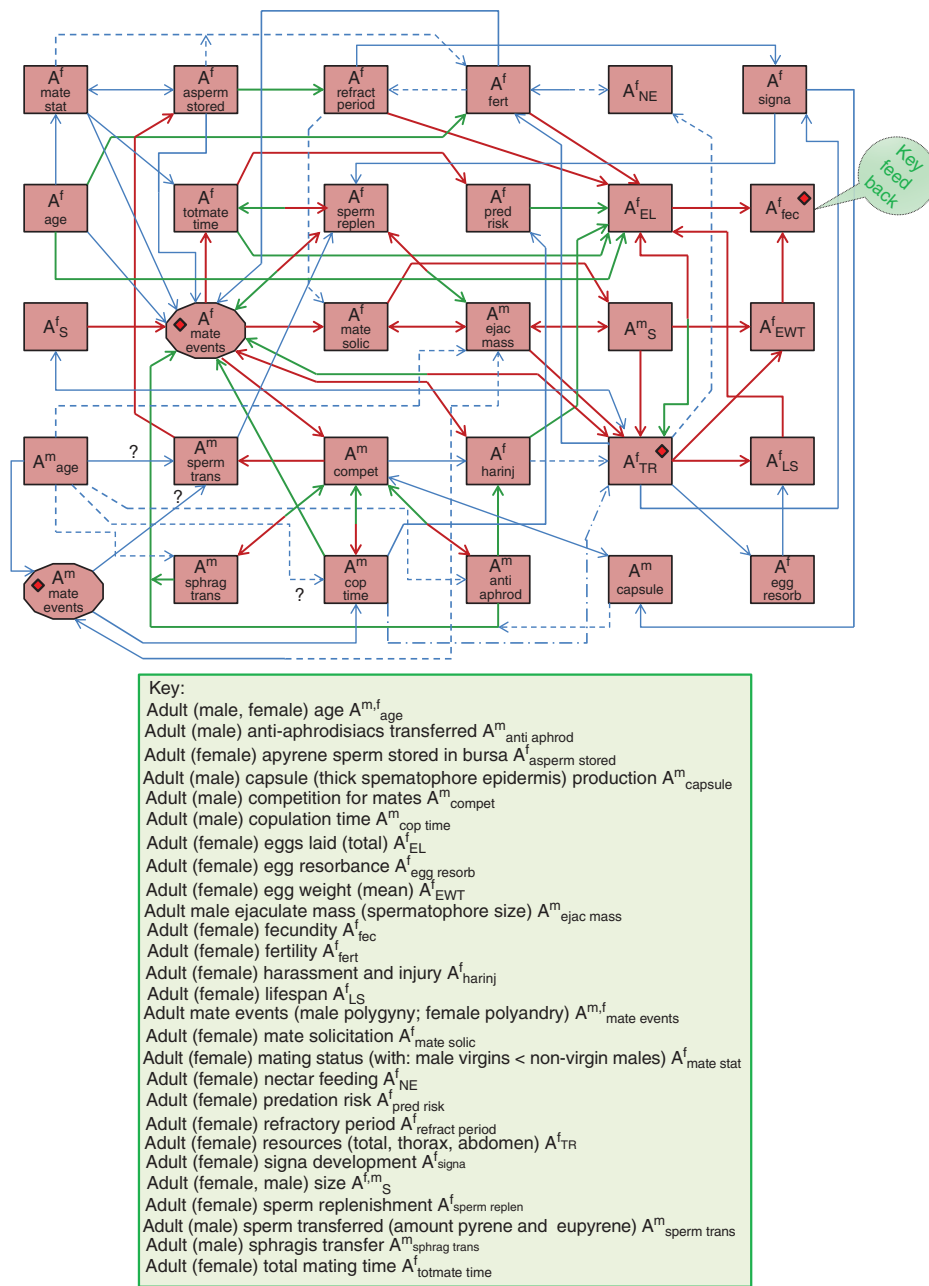 A^f mate stat
A^f asperm stored
A^f refract period
A^f fert
A^f NE
A^f signa
Key feed back
A^f age
A^f totmate time
A^f sperm replen
A^f pred risk
A^f EL
A^f fec
A^f S
A^f mate events
A^f mate solic
A^m ejac mass
A^m S
A^f EWT
A^m age
?
A^m sperm trans
A^m compet
A^f harinj
A^f TR
A^f LS
?
A^m mate events
A^m sphrag trans
?
A^m cop time
A^m anti aphrod
A^m capsule
A^f egg resorb
Key:
Adult (male, female) age A^m,f age
Adult (male) anti-aphrodisiacs transferred A^m anti aphrod
Adult (female) apyrene sperm stored in bursa A^f asperm stored
Adult (male) capsule (thick spematophore epidermis) production A^m capsule
Adult (male) competition for mates A^m compet
Adult (male) copulation time A^m cop time
Adult (female) eggs laid (total) A^f EL
Adult (female) egg resorbance A^f egg resorb
Adult (female) egg weight (mean) A^f EWT
Adult male ejaculate mass (spermatophore size) A^m ejac mass
Adult (female) fecundity A^f fec
Adult (female) fertility A^f fert
Adult (female) harassment and injury A^f harinj
Adult (female) lifespan A^f LS
Adult mate events (male polygyny; female polyandry) A^m,f mate events
Adult (female) mate solicitation A^f mate solic
Adult (female) mating status (with: male virgins < non-virgin males) A^f mate stat
Adult (female) nectar feeding A^f NE
Adult (female) predation risk A^f pred risk
Adult (female) refractory period A^f refract period
Adult (female) resources (total, thorax, abdomen) A^f TR
Adult (female) signa development A^f signa
Adult (female, male) size A^f,m S
Adult (female) sperm replenishment A^f sperm replen
Adult (male) sperm transferred (amount pyrene and eupyrene) A^m sperm trans
Adult (male) sphragis transfer A^m sphrag trans
Adult (female) total mating time A^f totmate time